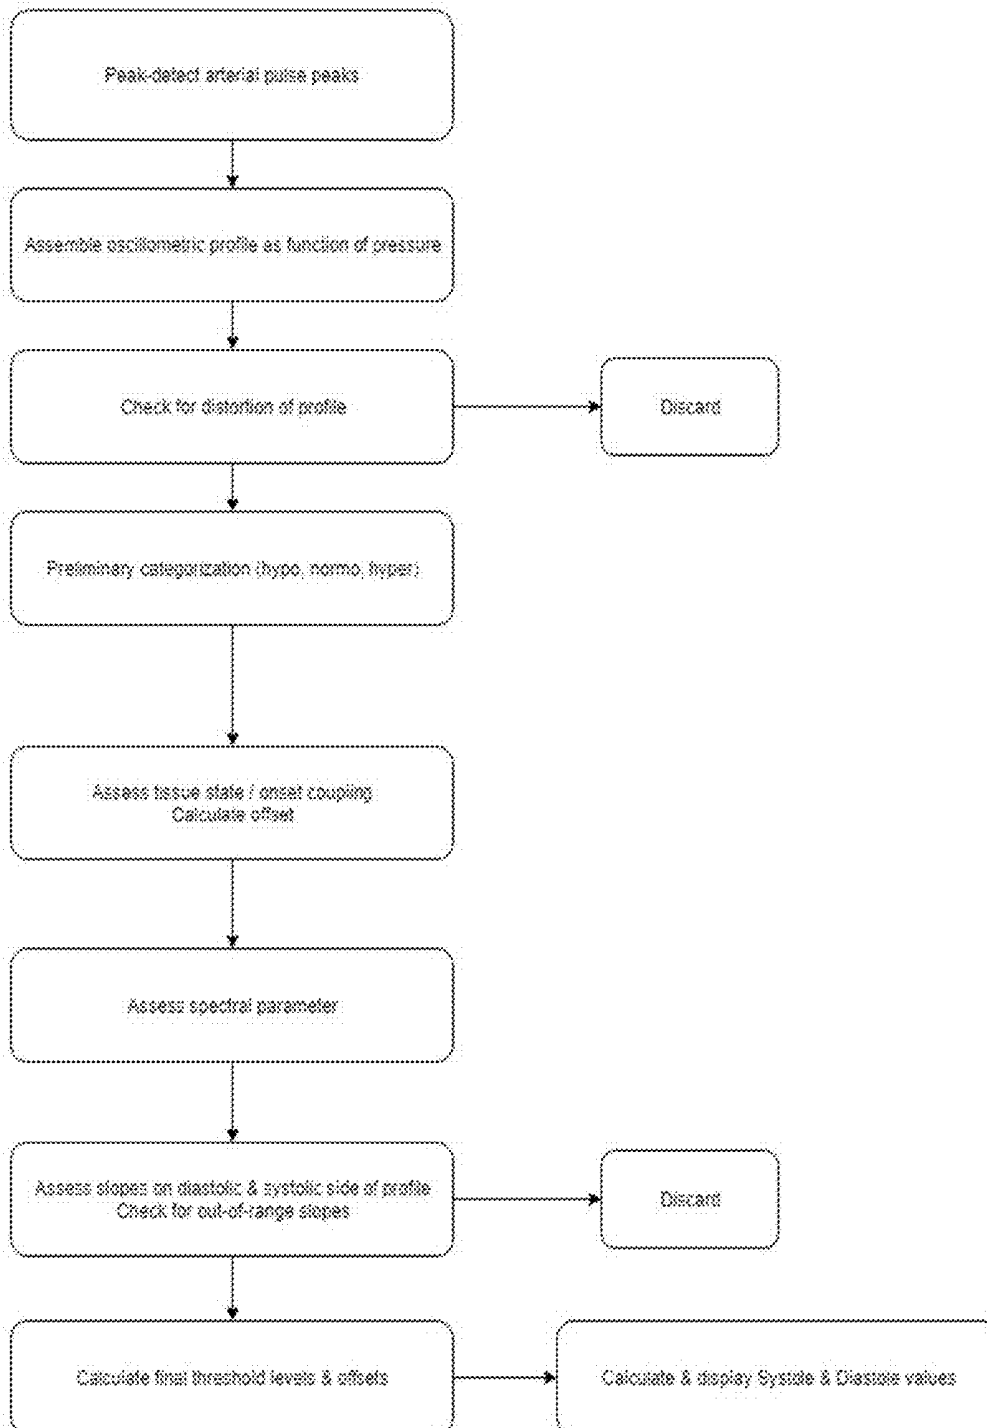 Peak-detect arterial pulse peaks
Assemble oscillometric profile as function of pressure
Check for distortion of profile
Discard
Preliminary categorization (hypo, normo, hyper)
Assess tissue state / onset coupling
Calculate offset
Assess spectral parameter
Assess slopes on diastolic & systolic side of profile
Check for out-of-range slopes
Discard
Calculate final threshold levels & offsets
Calculate & display Systole & Diastole values